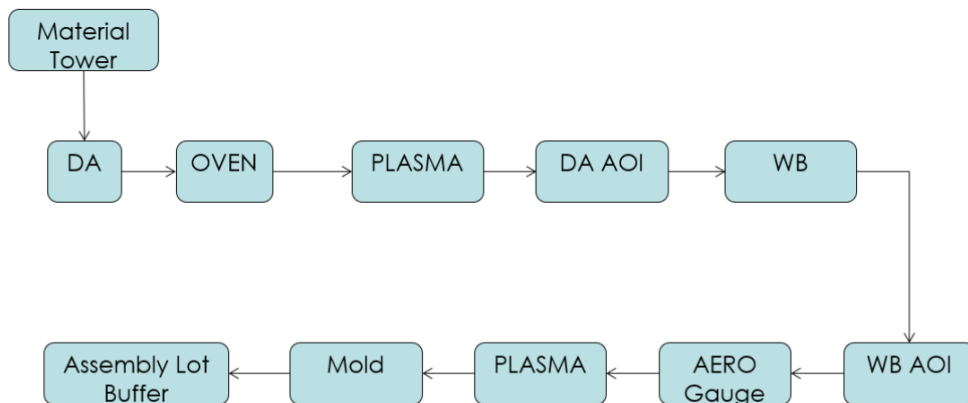 Material
Tower
DA
OVEN
PLASMA
DA AOI
WB
WB AOI
AERO
Gauge
PLASMA
Mold
Assembly Lot
Buffer